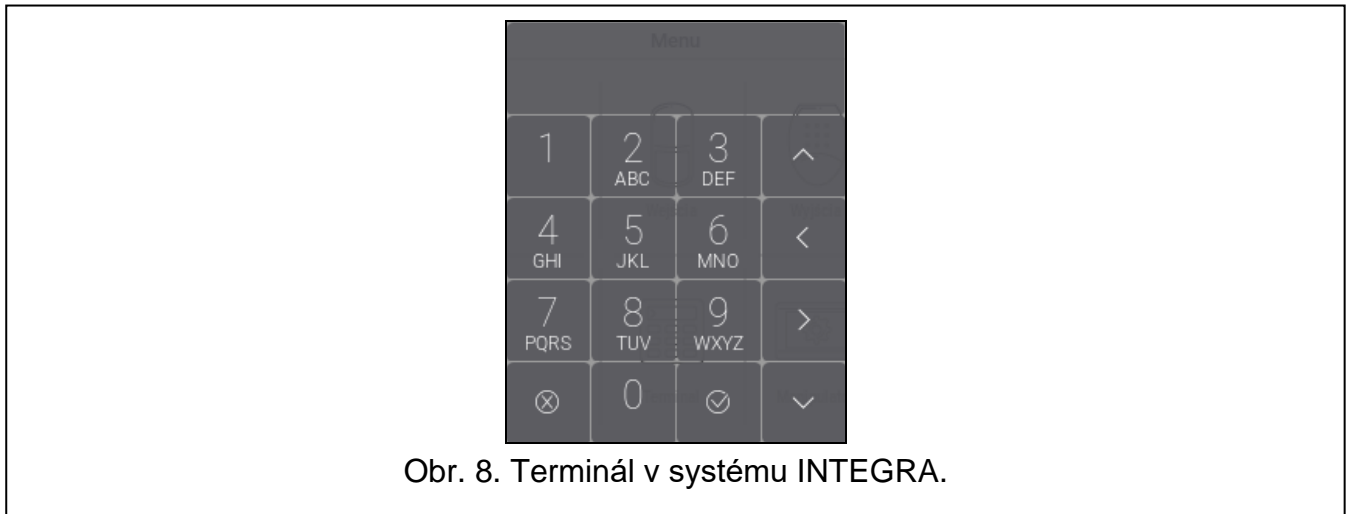 Menu
1 2 3
ABC DEF
4 5 6
GHI JKL MNO
7 8 9
PQRS TUV WXYZ
0
Obr. 8. Terminál v systému INTEGRA.